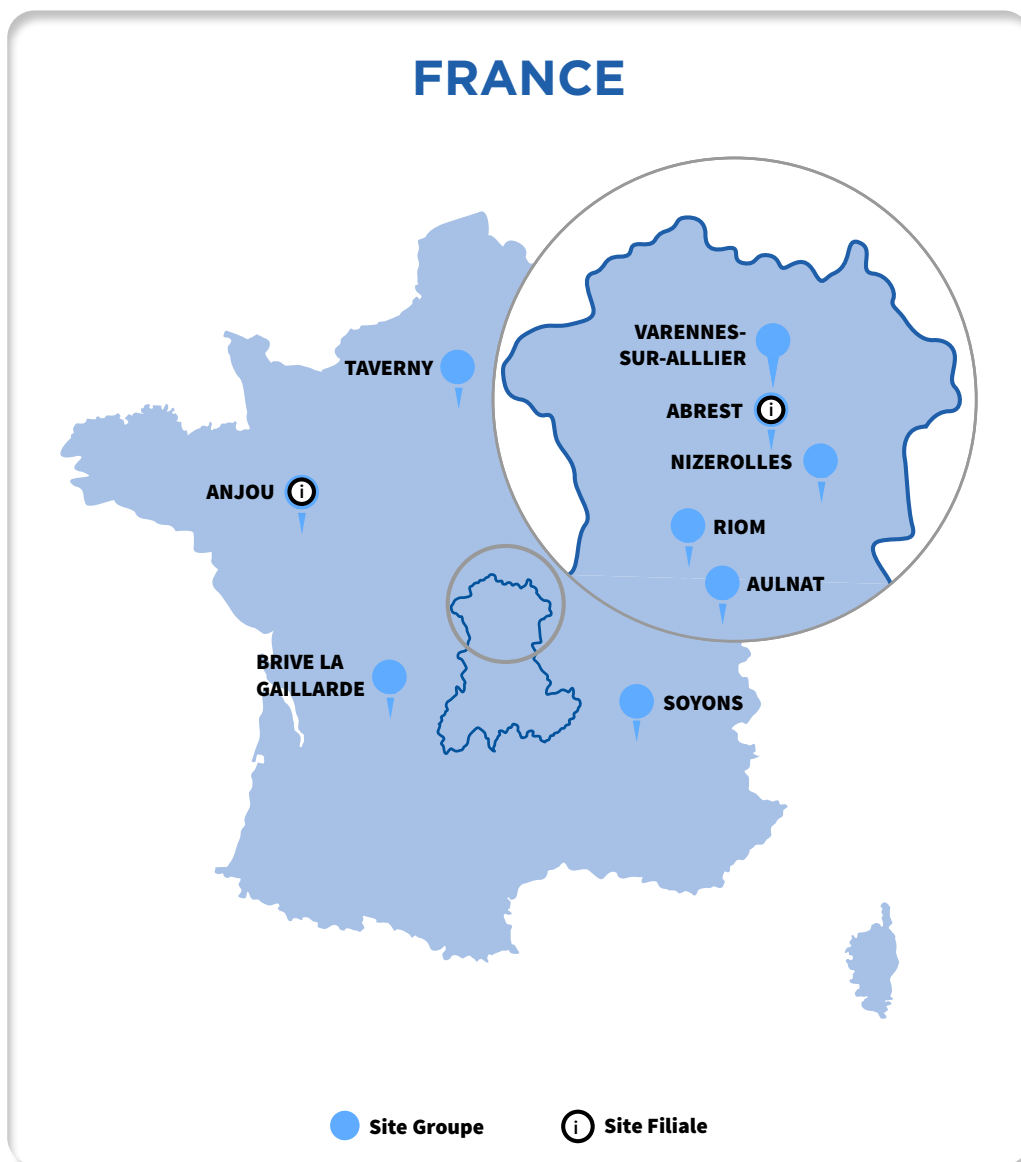 FRANCE
VARENNES-
SUR-ALLLIER
TAVERNY
ABREST
NIZEROLLES
ANJOU
RIOM
AULNAT
BRIVE LA
GAILLARDE
SOYONS
Site Groupe
i Site Filiale